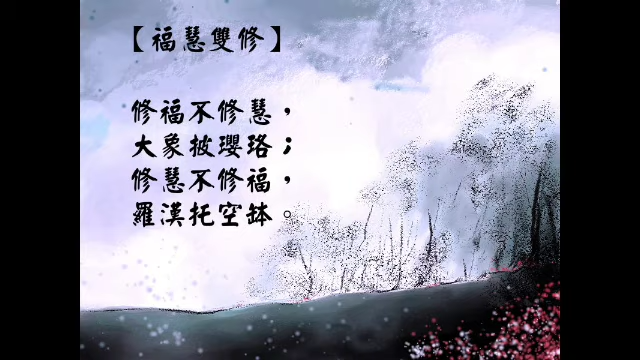 【福慧雙修】
修福不修慧，
大象披瓔珞；
修慧不修福，
羅漢托空缽。